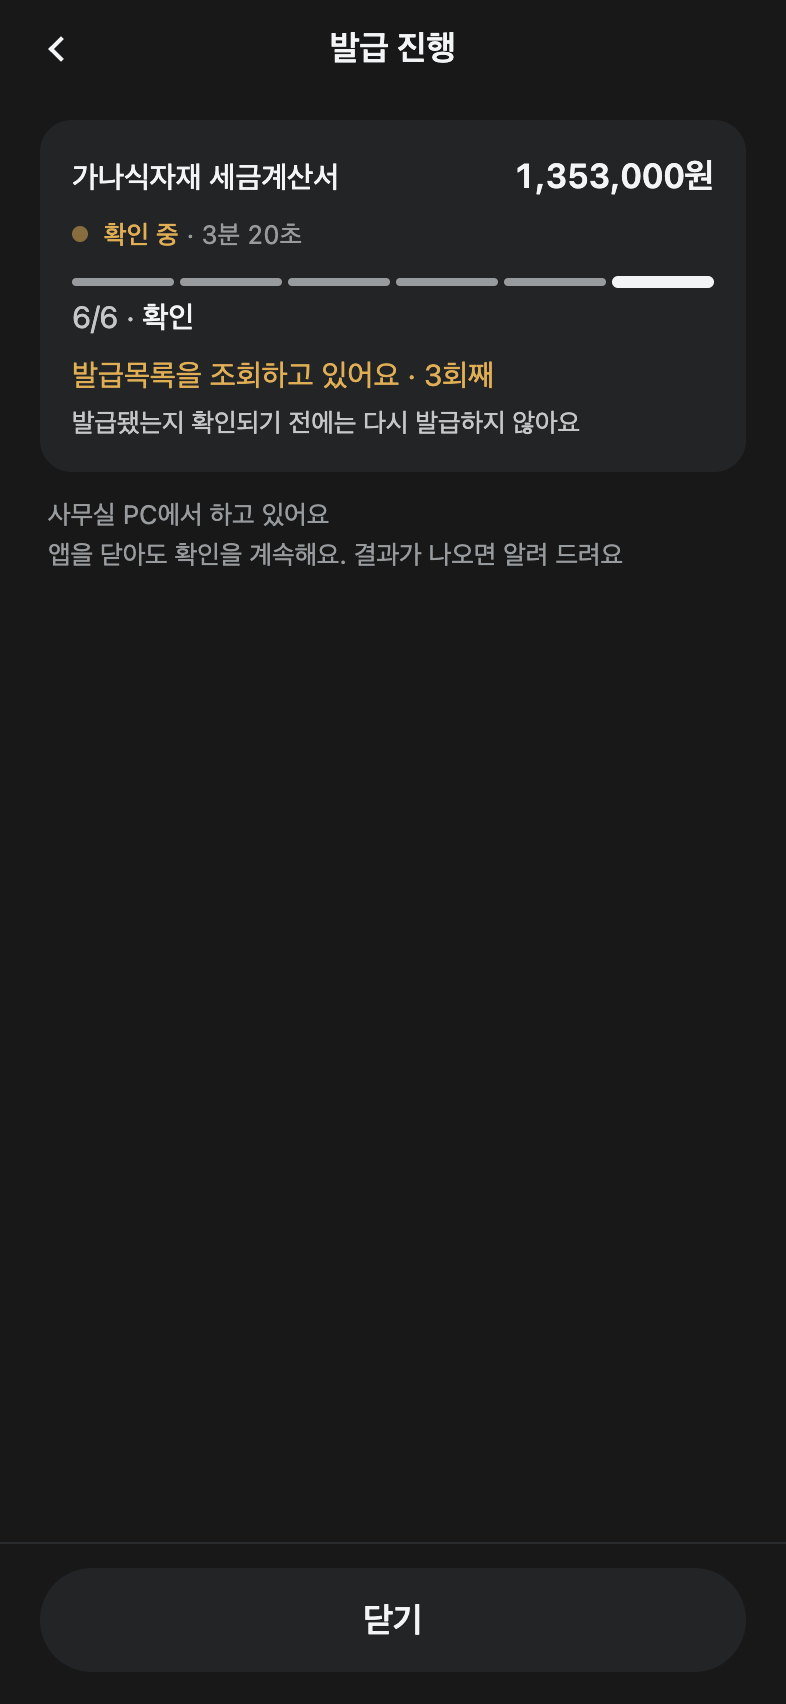 발급 진행
가나식자재 세금계산서 1,353,000원
확인 중 · 3분 20초
6/6 · 확인
발급목록을 조회하고 있어요 · 3회째
발급됐는지 확인되기 전에는 다시 발급하지 않아요
사무실 PC에서 하고 있어요
앱을 닫아도 확인을 계속해요. 결과가 나오면 알려 드려요
닫기